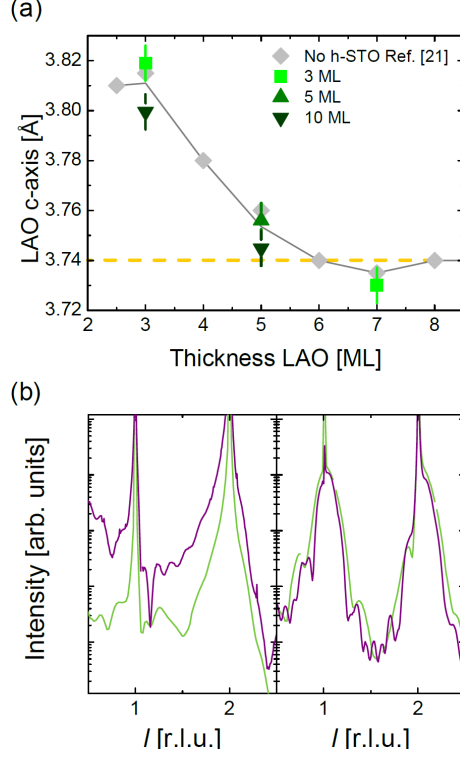 (a)
3.82
3.80
3.78
3.76
3.74
3.72
LAO c-axis [Å]
No h-STO Ref. [21]
3 ML
5 ML
10 ML
2 3 4 5 6 7 8
Thickness LAO [ML]
(b)
Intensity [arb. units]
1 2 1 2
l [r.l.u.] l [r.l.u.]